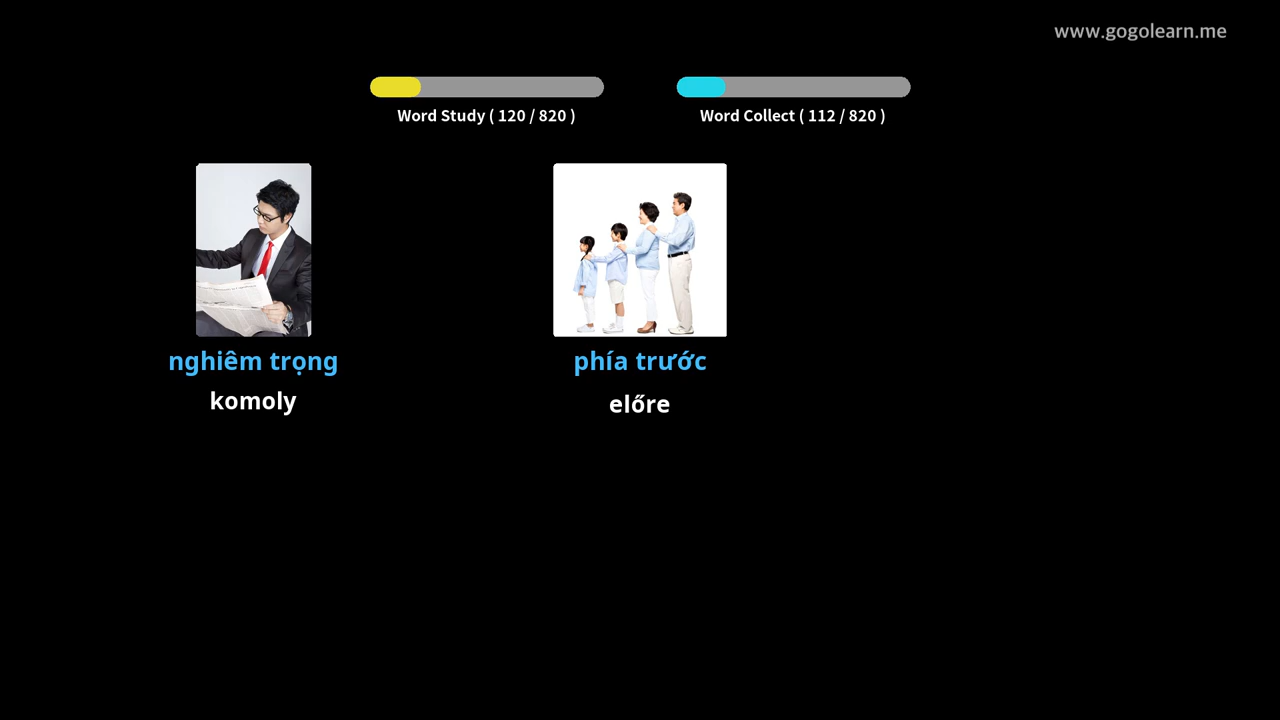 www.gogolearn.me
Word Study ( 120 / 820 )
Word Collect ( 112 / 820 )
nghiêm trọng
komoly
phía trước
előre